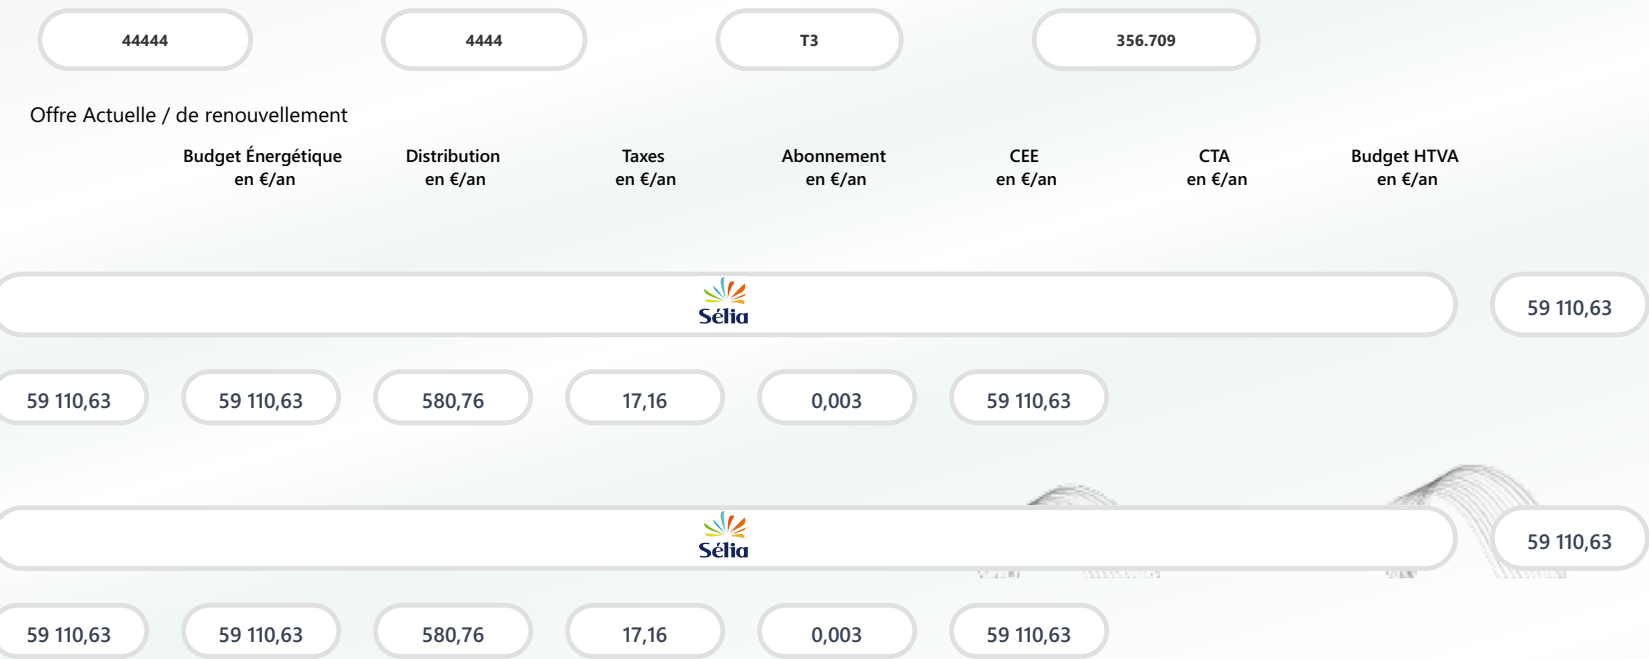 44444 4444 T3 356.709
Offre Actuelle / de renouvellement
Budget Énergétique Distribution Taxes Abonnement CEE CTA Budget HTVA
en €/an en €/an en €/an en €/an en €/an en €/an en €/an
Sélia 59 110,63
59 110,63 59 110,63 580,76 17,16 0,003 59 110,63
Sélia 59 110,63
59 110,63 59 110,63 580,76 17,16 0,003 59 110,63